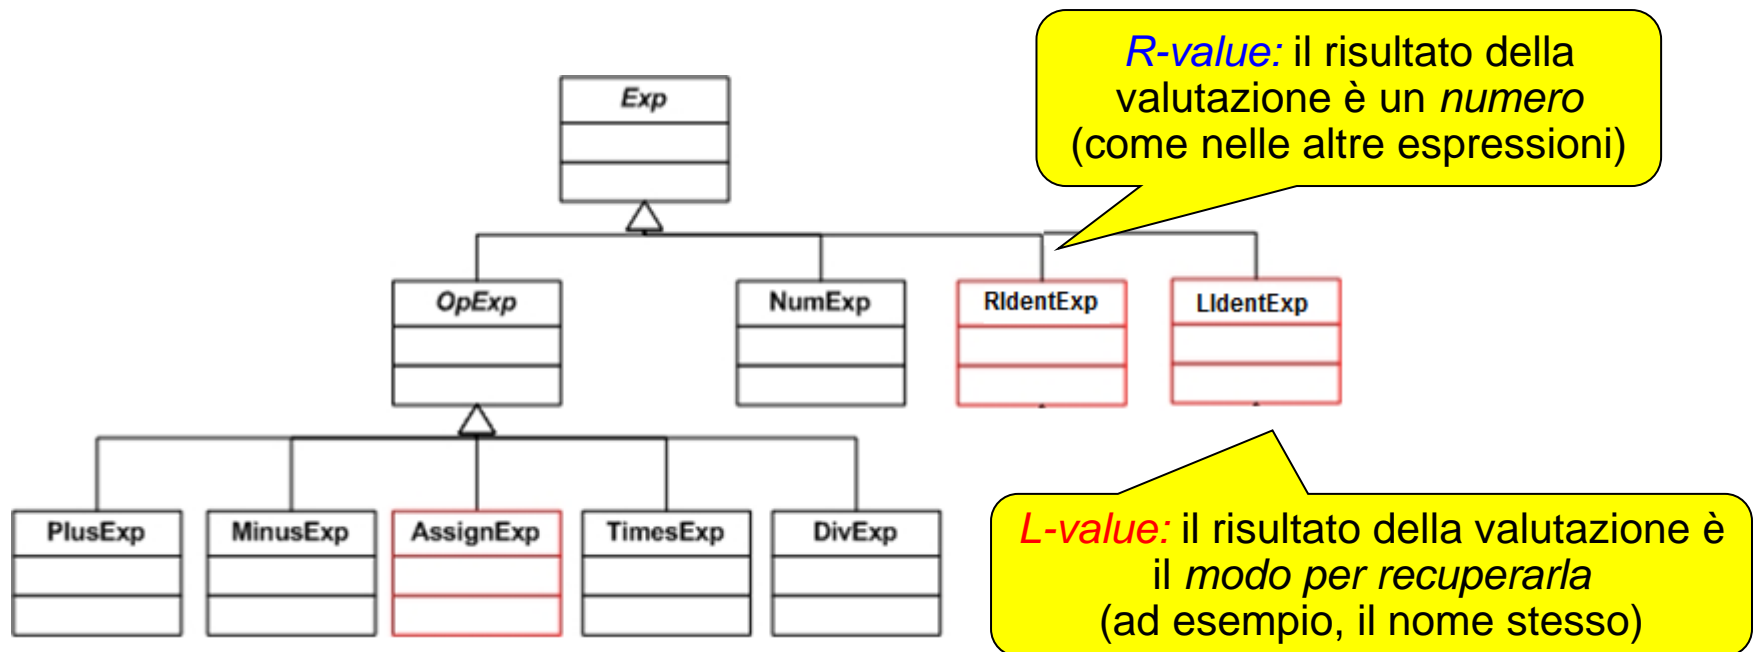 R-value: il risultato della
valutazione è un numero
(come nelle altre espressioni)
Exp
OpExp
NumExp
RIdentExp
LIdentExp
PlusExp
MinusExp
AssignExp
TimesExp
DivExp
L-value: il risultato della valutazione è
il modo per recuperarla
(ad esempio, il nome stesso)